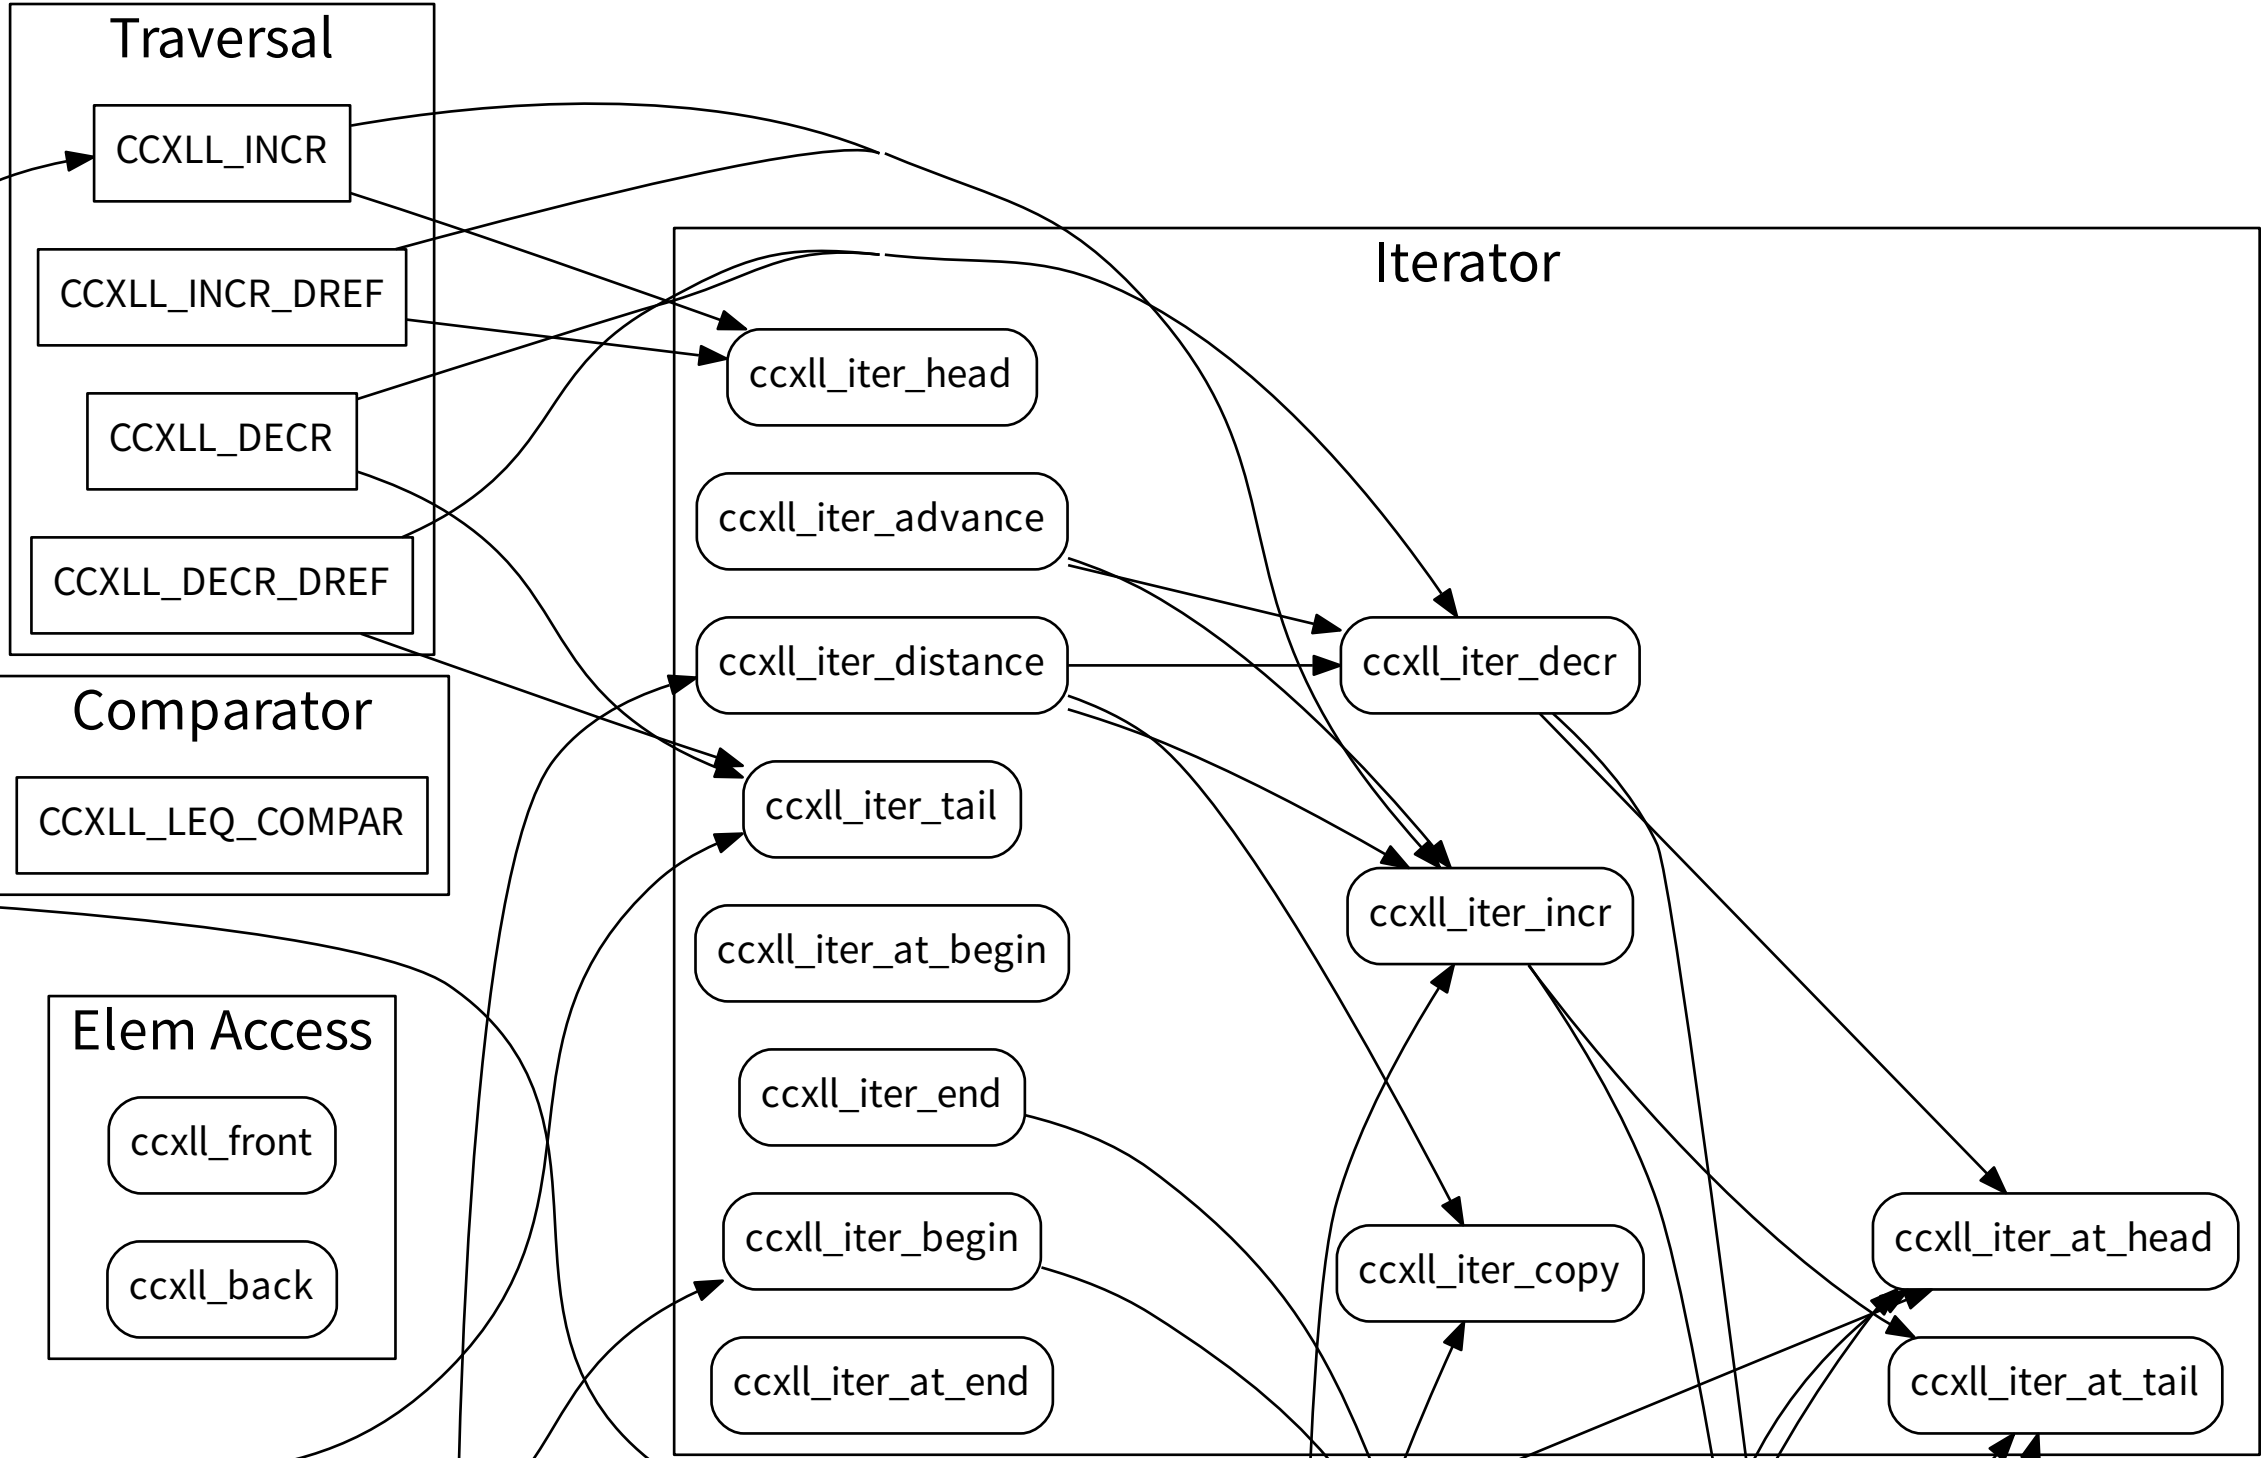 Traversal
CCXLL_INCR
CCXLL_INCR_DREF
CCXLL_DECR
CCXLL_DECR_DREF
Comparator
CCXLL_LEQ_COMPAR
Elem Access
ccxll_front
ccxll_back
Iterator
ccxll_iter_head
ccxll_iter_advance
ccxll_iter_distance
ccxll_iter_tail
ccxll_iter_at_begin
ccxll_iter_end
ccxll_iter_begin
ccxll_iter_at_end
ccxll_iter_decr
ccxll_iter_incr
ccxll_iter_copy
ccxll_iter_at_head
ccxll_iter_at_tail